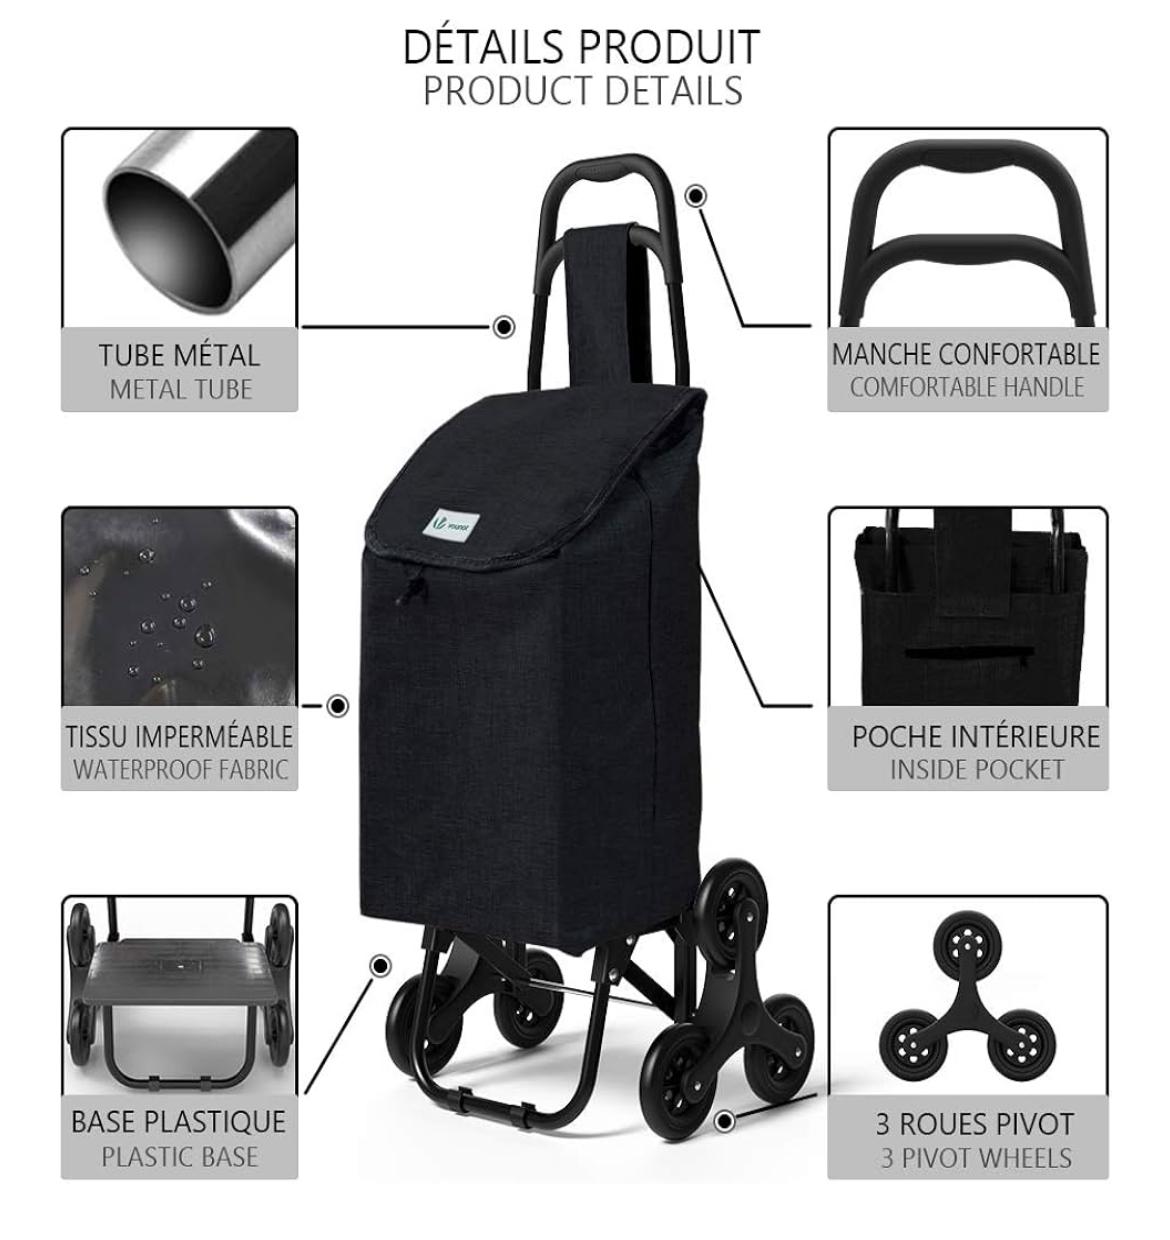 DÉTAILS PRODUIT
PRODUCT DETAILS
TUBE MÉTAL
METAL TUBE
MANCHE CONFORTABLE
COMFORTABLE HANDLE
vounot
TISSU IMPERMÉABLE
WATERPROOF FABRIC
POCHE INTÉRIEURE
INSIDE POCKET
BASE PLASTIQUE
PLASTIC BASE
3 ROUES PIVOT
3 PIVOT WHEELS